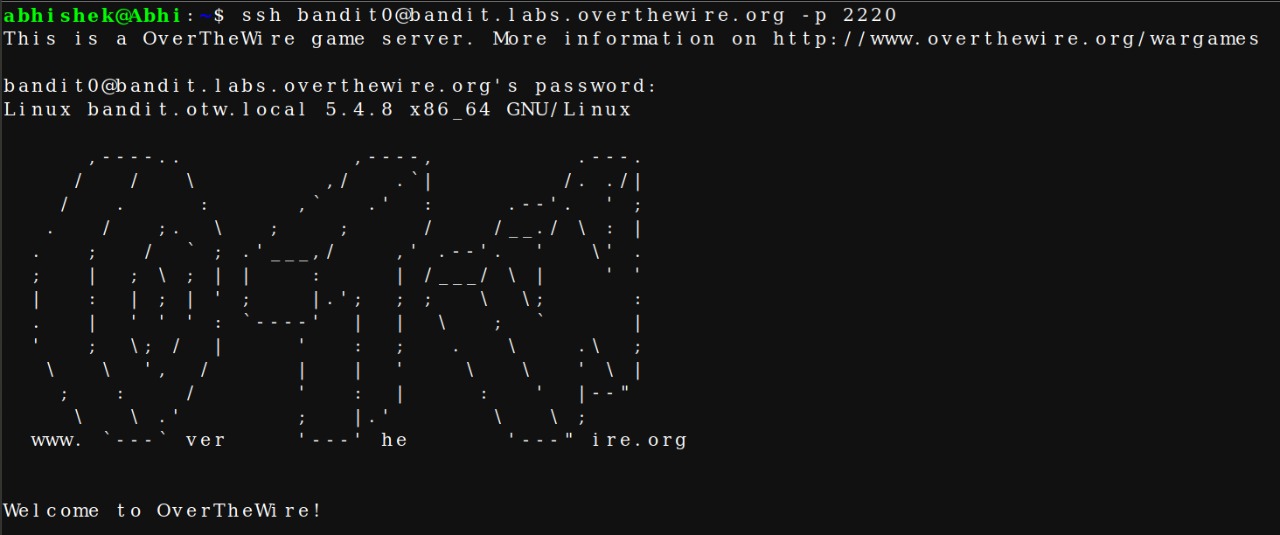 abhishek@Abhi:~$ ssh bandit0@bandit.labs.overthewire.org -p 2220
This is a OverTheWire game server. More information on http://www.overthewire.org/wargames
bandit0@bandit.labs.overthewire.org's password:
Linux bandit.otw.local 5.4.8 x86_64 GNU/Linux
www. ver he ire.org
Welcome to OverTheWire!